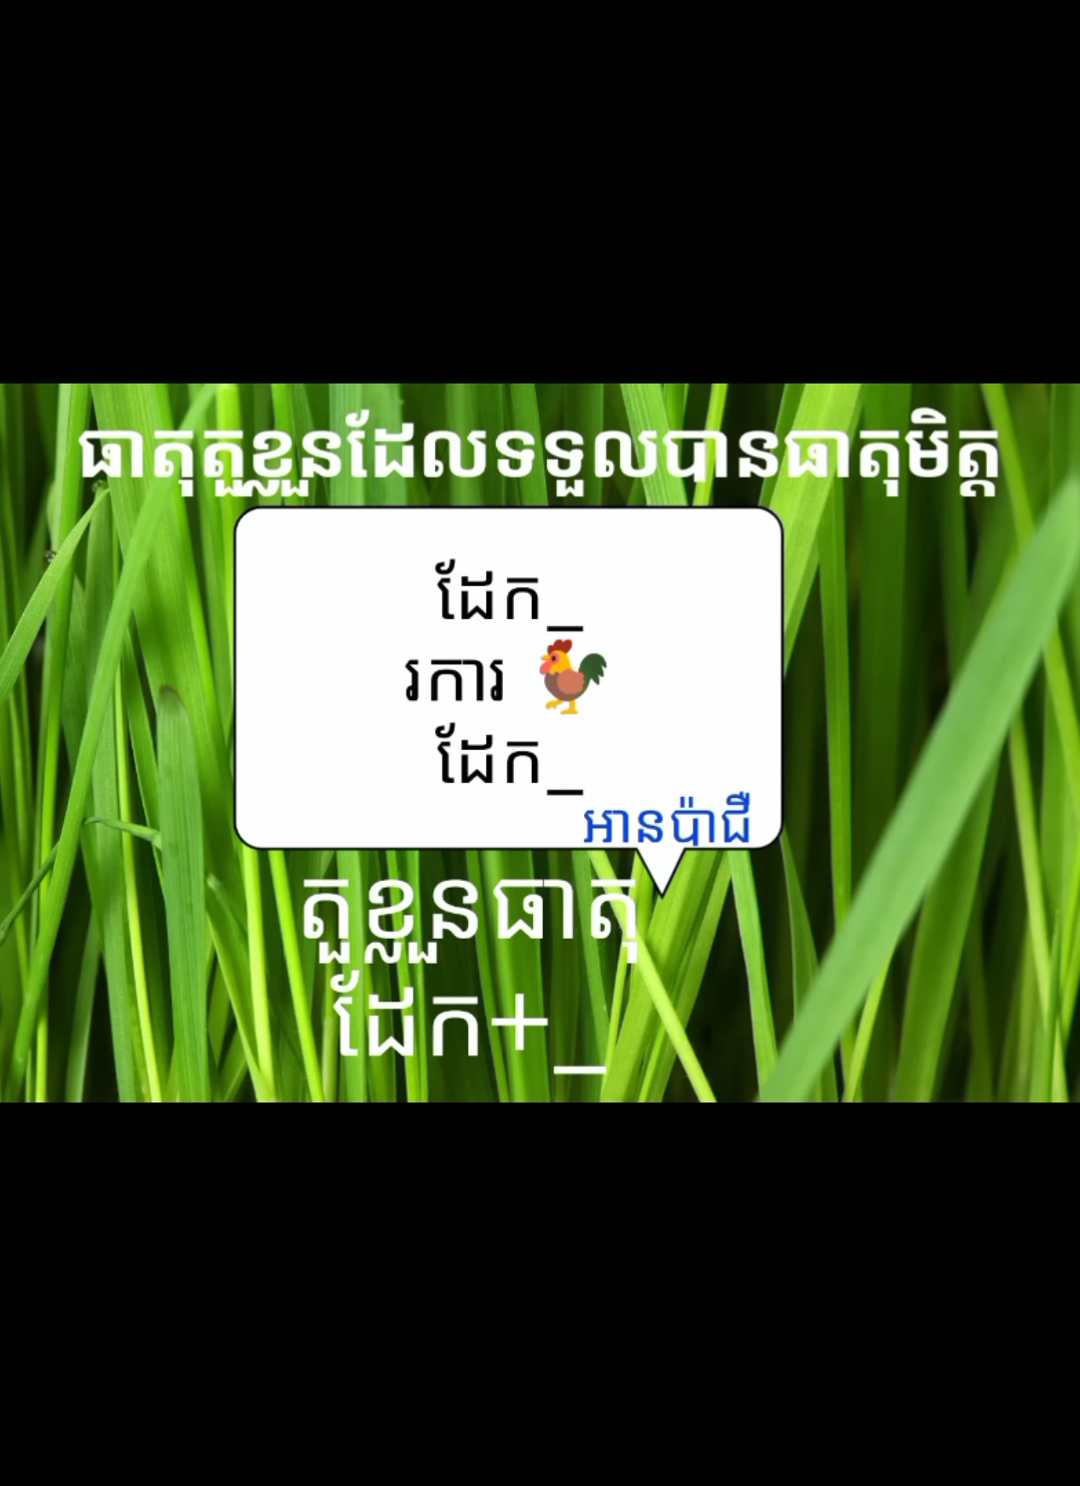 ធាតុតួខ្លួនដែលទទួលបានធាតុមិត្ត
ដែក_
រការ 🐓
ដែក_
អានប៉ាជឺ
តួខ្លួនធាតុ
ដែក+_